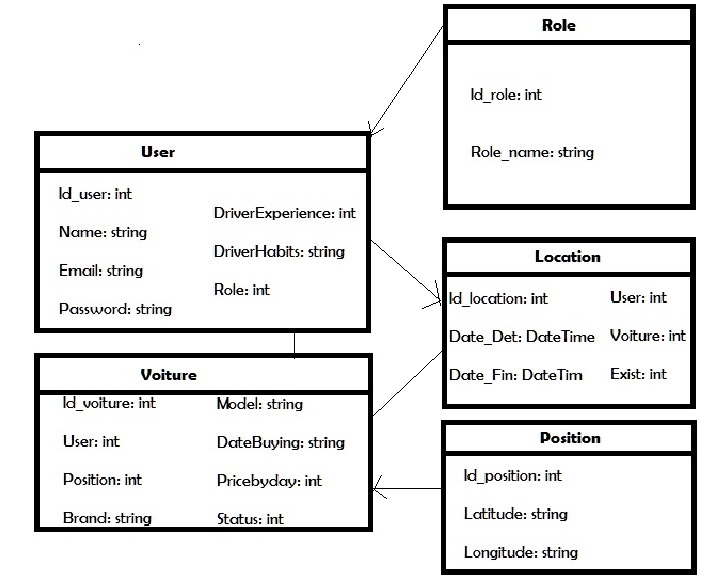 Role
Id_role: int
Role_name: string
User
Id_user: int
Name: string
Email: string
Password: string
DriverExperience: int
DriverHabits: string
Role: int
Location
Id_location: int
Date_Det: DateTime
Date_Fin: DateTim
User: int
Voiture: int
Exist: int
Voiture
Id_voiture: int
User: int
Position: int
Brand: string
Model: string
DateBuying: string
Pricebyday: int
Status: int
Position
Id_position: int
Latitude: string
Longitude: string